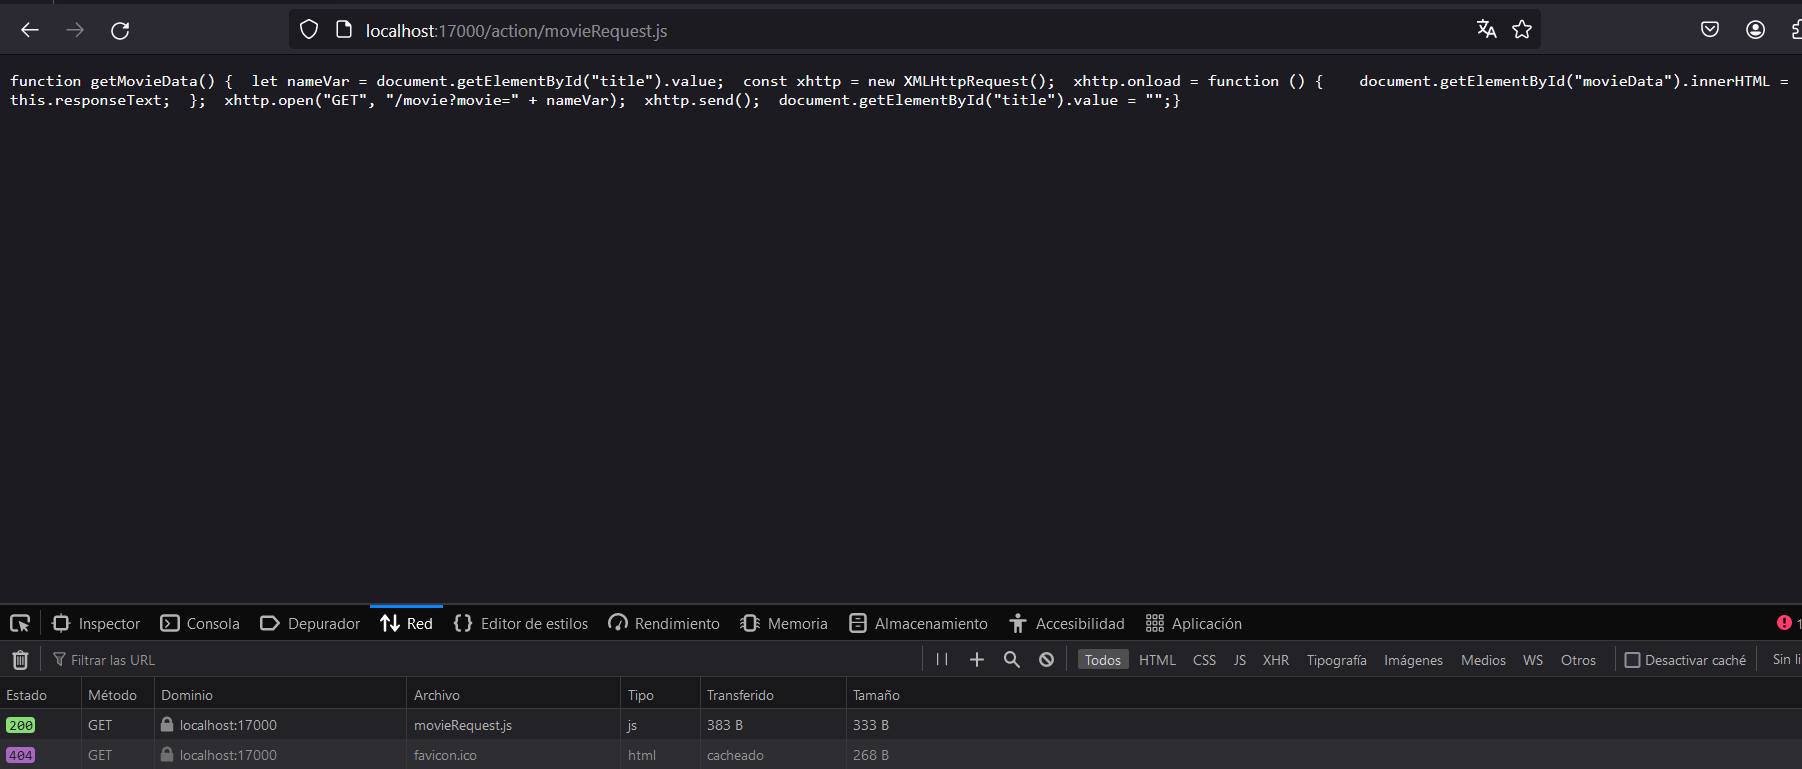 localhost:17000/action/movieRequest.js
function getMovieData() {  let nameVar = document.getElementById("title").value;  const xhttp = new XMLHttpRequest();  xhttp.onload = function () {    document.getElementById("movieData").innerHTML =
this.responseText;  };  xhttp.open("GET", "/movie?movie=" + nameVar);  xhttp.send();  document.getElementById("title").value = "";}
Inspector Consola Depurador Red Editor de estilos Rendimiento Memoria Almacenamiento Accesibilidad Aplicación 1
Filtrar las URL Todos HTML CSS JS XHR Tipografía Imágenes Medios WS Otros Desactivar caché Sin li
Estado Método Dominio Archivo Tipo Transferido Tamaño
200 GET localhost:17000 movieRequest.js js 383 B 333 B
404 GET localhost:17000 favicon.ico html cacheado 268 B